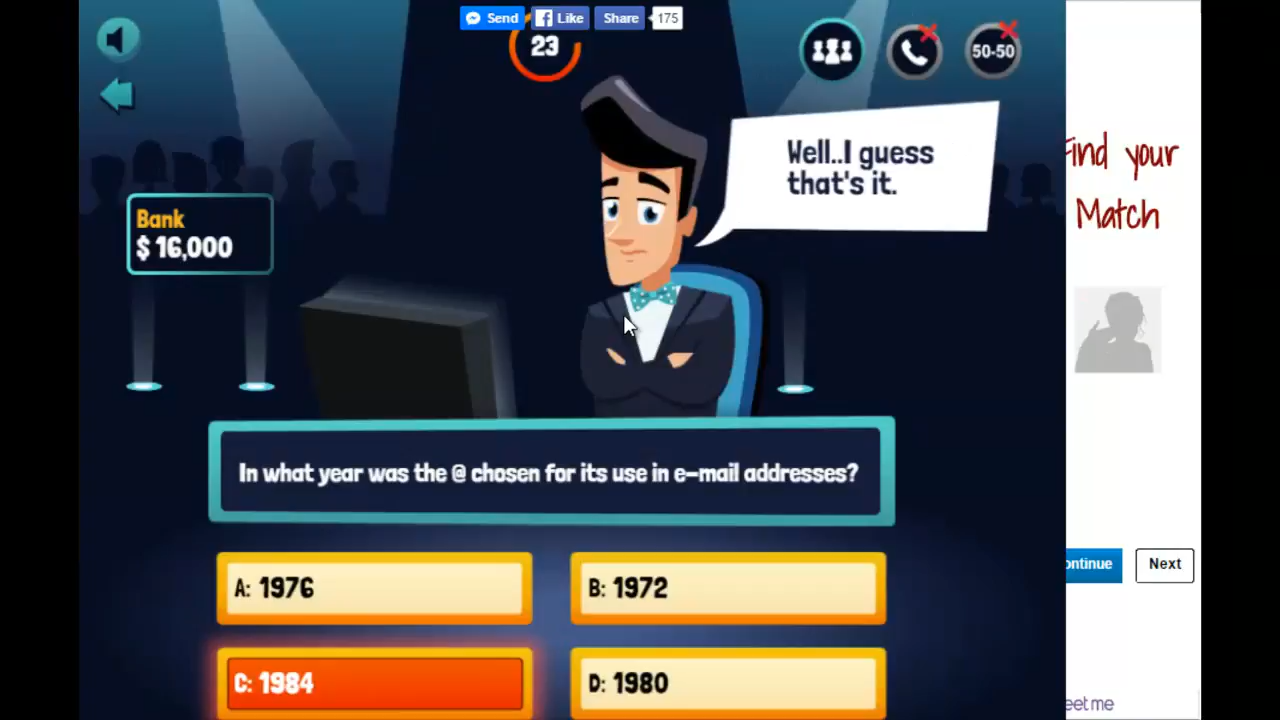 Send
Like
Share
175
23
50-50
Well..I guess
that's it.
Find your
Match
Bank
$ 16,000
In what year was the @ chosen for its use in e-mail addresses?
A: 1976
B: 1972
ontinue
Next
C: 1984
D: 1980
eet me